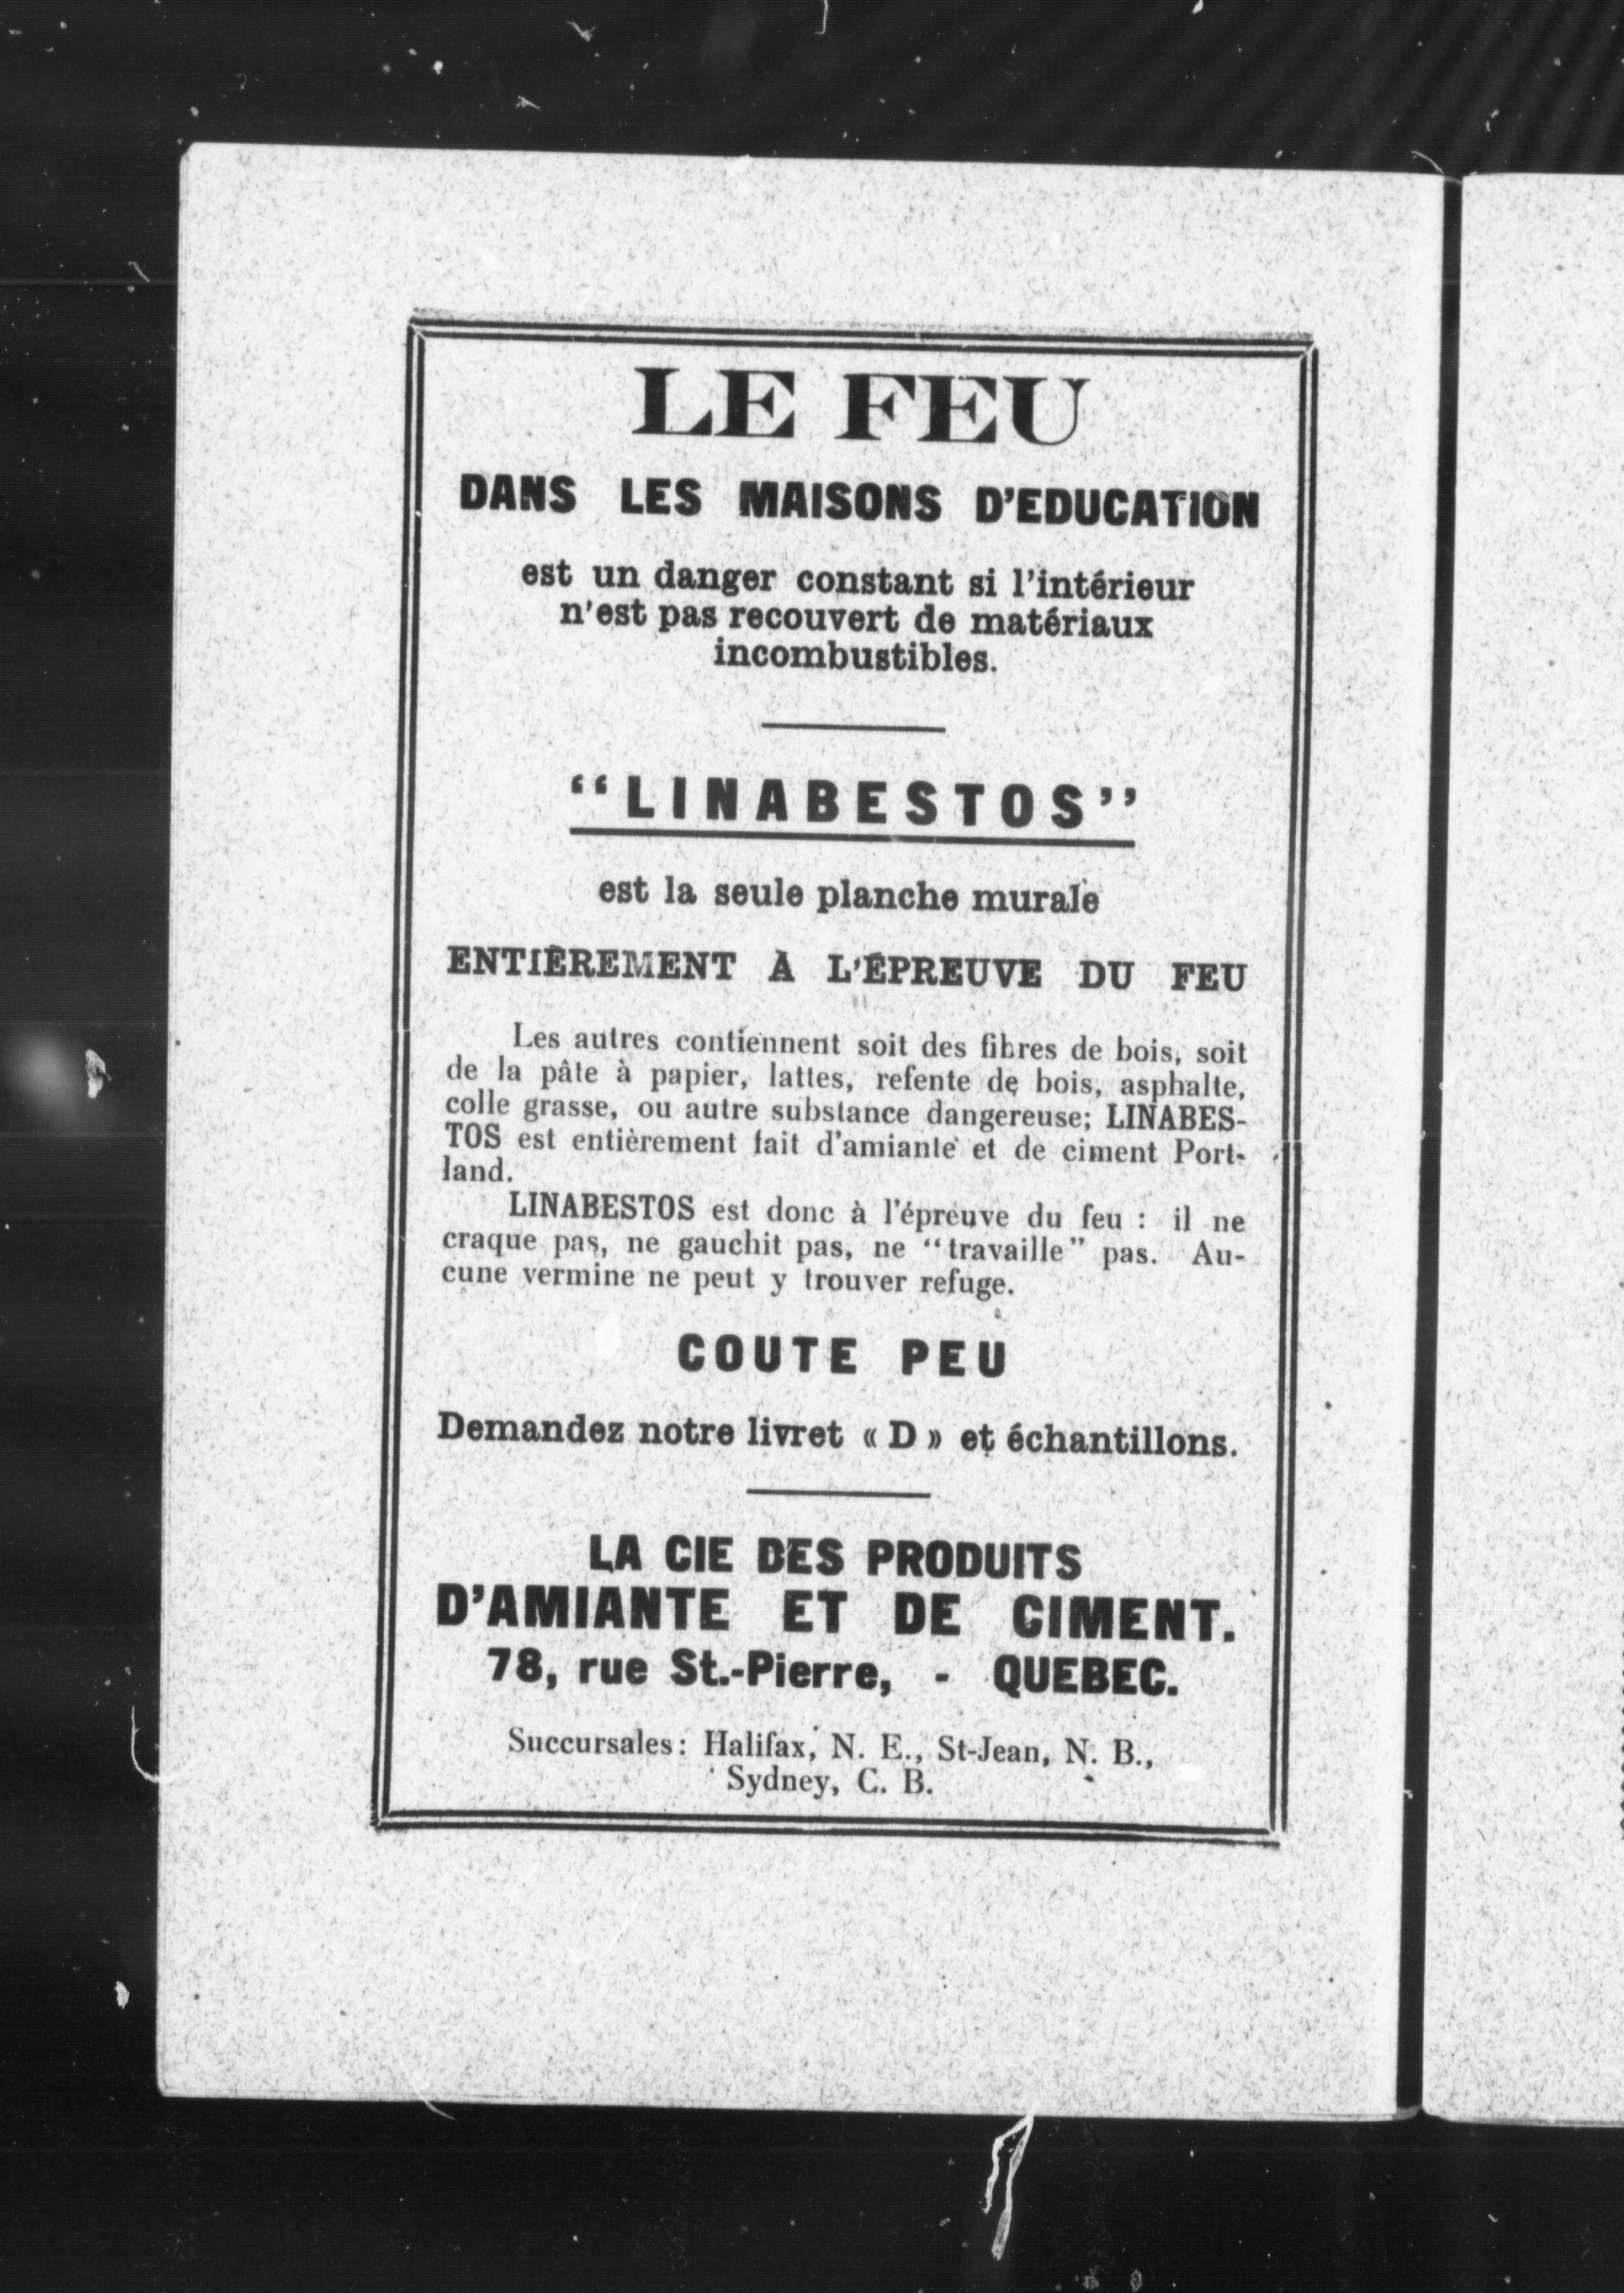 LE FEU
DANS LES MAISONS D'EDUCATION
est un danger constant si l'intérieur
n'est pas recouvert de matériaux
incombustibles.
“LINABESTOS”
est la seule planche murale
ENTIÈREMENT À L'ÉPREUVE DU FEU
Les autres contiennent soit des fibres de bois, soit
de la pâte à papier, lattes, refente de bois, asphalte,
colle grasse, ou autre substance dangereuse; LINABES-
TOS est entièrement fait d'amiante et de ciment Port-
land.
LINABESTOS est donc à l'épreuve du feu : il ne
craque pas, ne gauchit pas, ne “travaille” pas. Au-
cune vermine ne peut y trouver refuge.
COUTE PEU
Demandez notre livret « D » et échantillons.
LA CIE DES PRODUITS
D'AMIANTE ET DE CIMENT.
78, rue St.-Pierre, - QUEBEC.
Succursales: Halifax, N. E., St-Jean, N. B.,
Sydney, C. B.